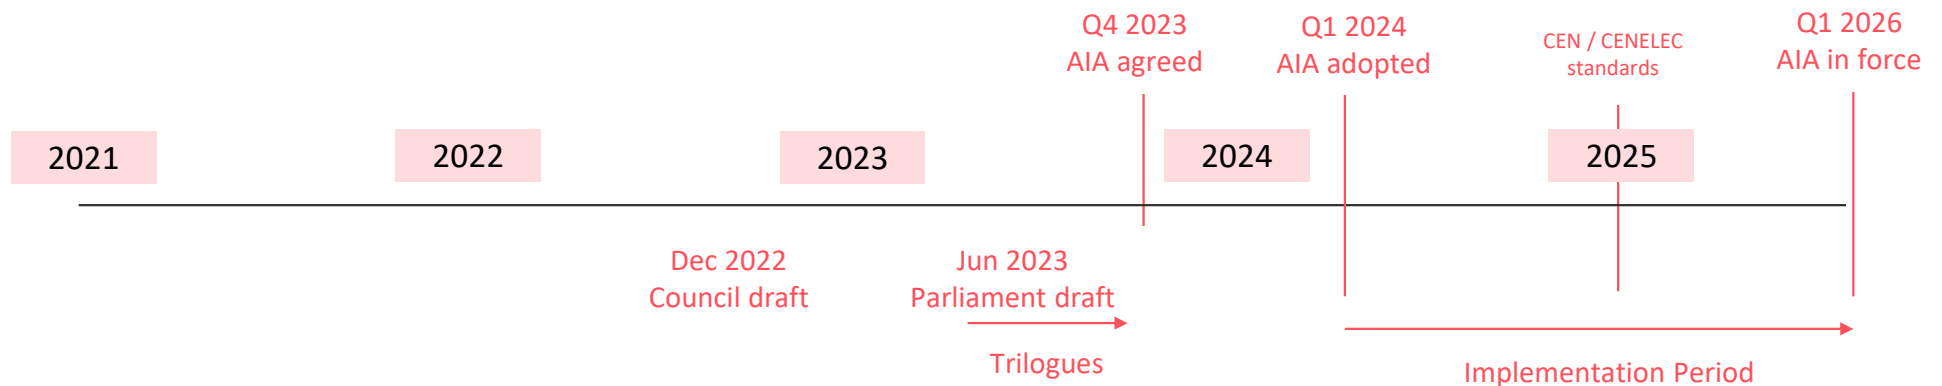 Q4 2023
AIA agreed
Q1 2024
AIA adopted
CEN / CENELEC
standards
Q1 2026
AIA in force
2021
2022
2023
2024
2025
Dec 2022
Council draft
Jun 2023
Parliament draft
Trilogues
Implementation Period